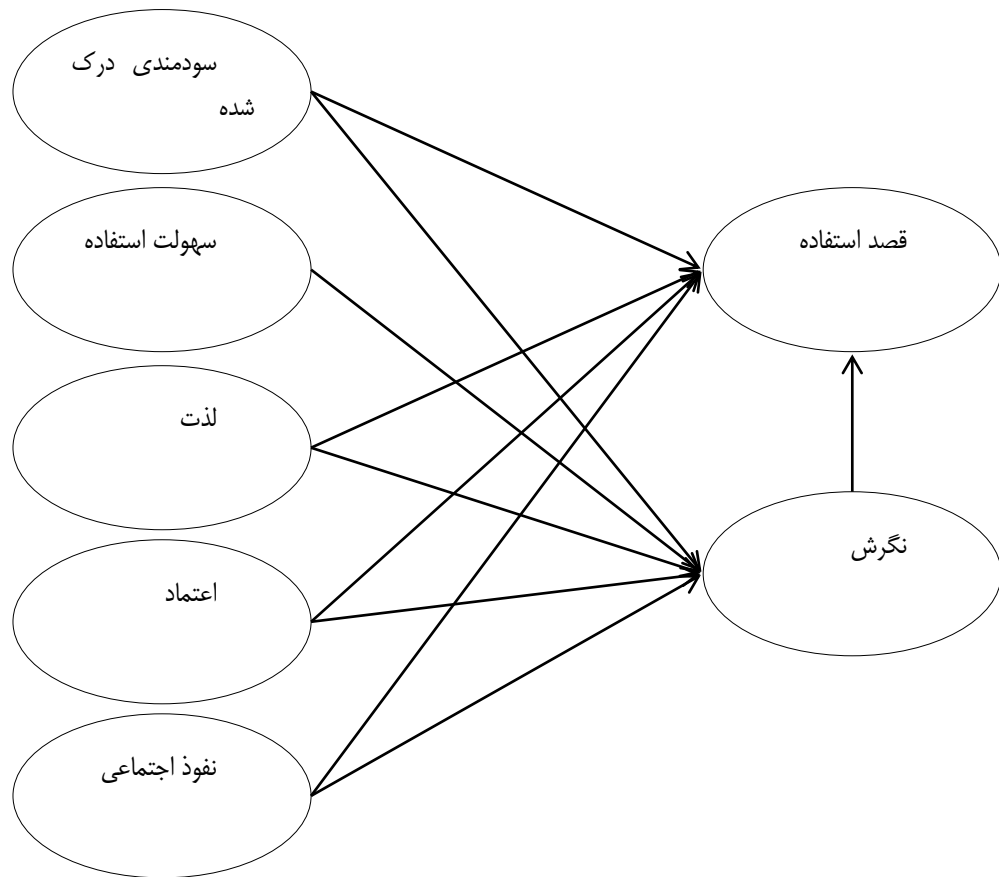 سودمندی درک
شده
سهولت استفاده
لذت
اعتماد
نفوذ اجتماعی
قصد استفاده
نگرش